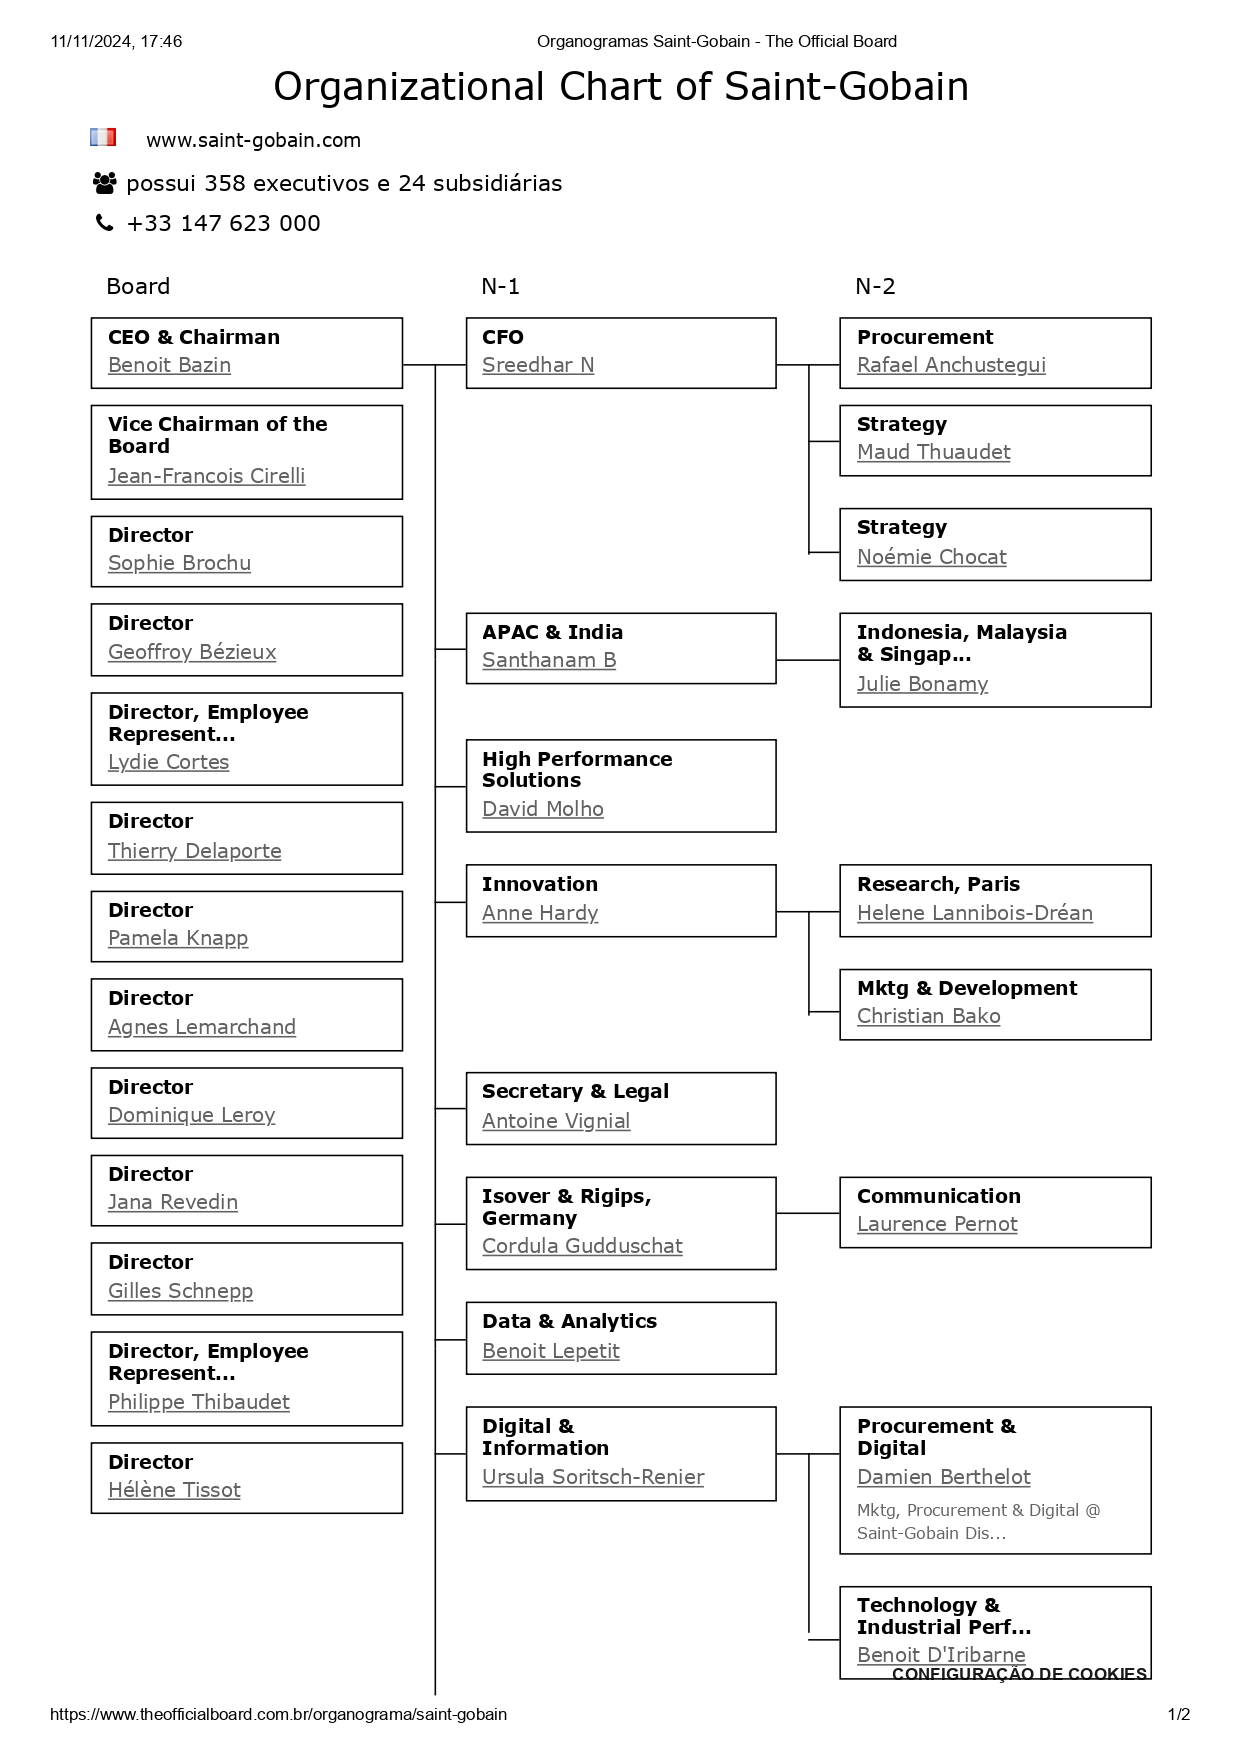 11/11/2024, 17:46
Organogramas Saint-Gobain - The Official Board
Organizational Chart of Saint-Gobain
www.saint-gobain.com
possui 358 executivos e 24 subsidiárias
+33 147 623 000
Board
CEO & Chairman
Benoit Bazin
Vice Chairman of the
Board
Jean-Francois Cirelli
Director
Sophie Brochu
Director
Geoffroy Bézieux
Director, Employee
Represent...
Lydie Cortes
Director
Thierry Delaporte
Director
Pamela Knapp
Director
Agnes Lemarchand
Director
Dominique Leroy
Director
Jana Revedin
Director
Gilles Schnepp
Director, Employee
Represent...
Philippe Thibaudet
Director
Hélène Tissot
N-1
CFO
Sreedhar N
APAC & India
Santhanam B
High Performance
Solutions
David Molho
Innovation
Anne Hardy
Secretary & Legal
Antoine Vignial
Isover & Rigips,
Germany
Cordula Gudduschat
Data & Analytics
Benoit Lepetit
Digital &
Information
Ursula Soritsch-Renier
N-2
Procurement
Rafael Anchustegui
Strategy
Maud Thuaudet
Strategy
Noémie Chocat
Indonesia, Malaysia
& Singap...
Julie Bonamy
Research, Paris
Helene Lannibois-Dréan
Mktg & Development
Christian Bako
Communication
Laurence Pernot
Procurement &
Digital
Damien Berthelot
Mktg, Procurement & Digital @
Saint-Gobain Dis...
Technology &
Industrial Perf...
Benoit D'Iribarne
CONFIGURAÇÃO DE COOKIES
https://www.theofficialboard.com.br/organograma/saint-gobain
1/2